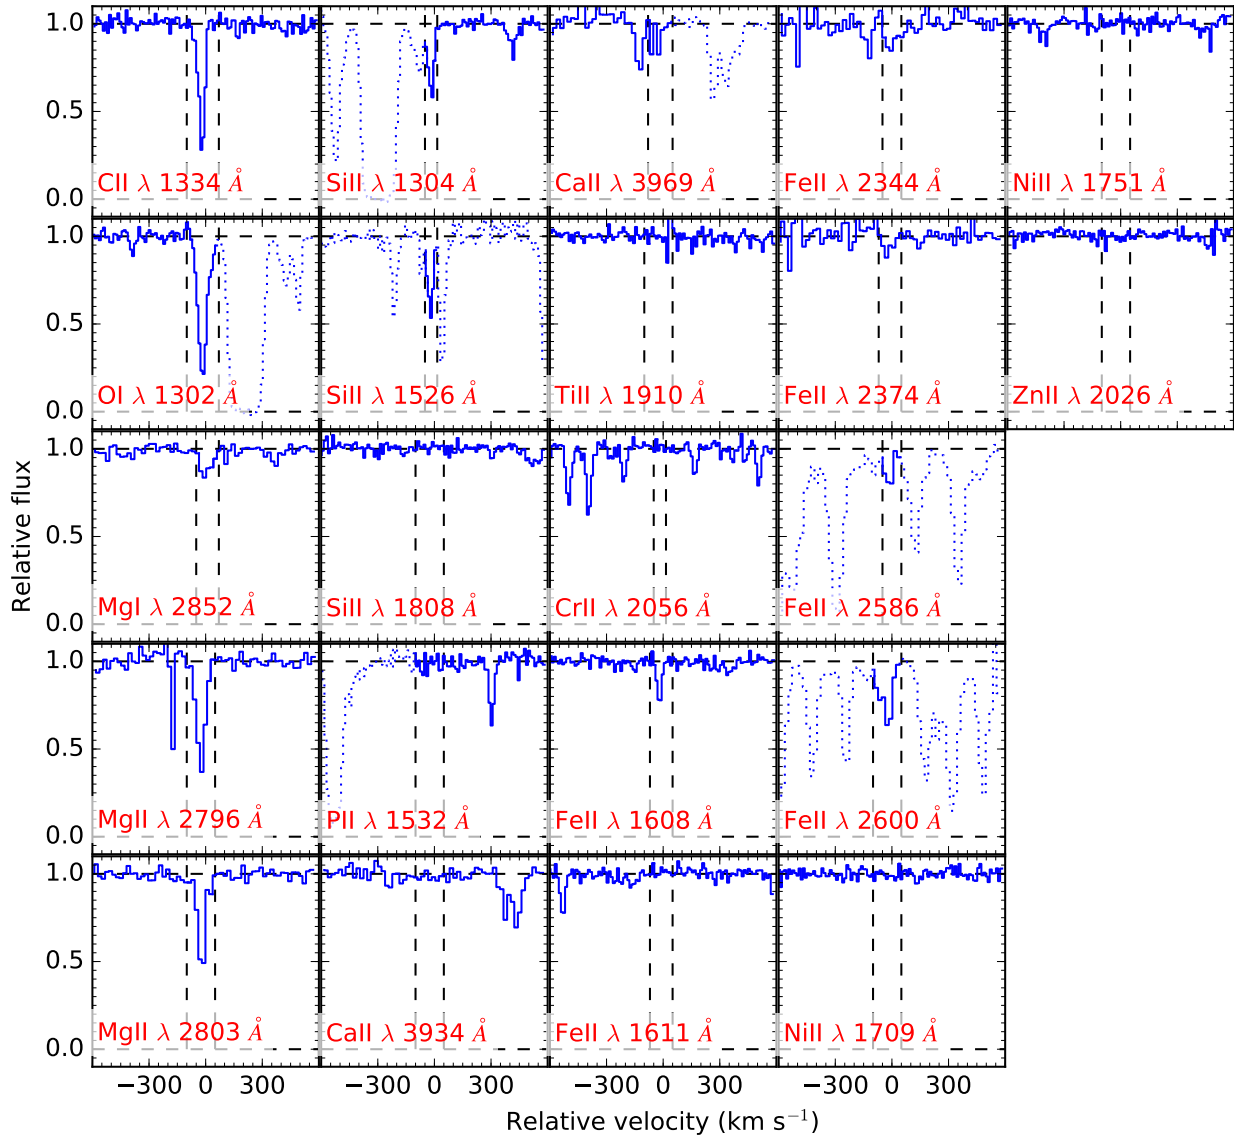 1.0
0.5
0.0
CII λ 1334 Å
SiII λ 1304 Å
CaII λ 3969 Å
FeII λ 2344 Å
NiII λ 1751 Å
1.0
0.5
0.0
OI λ 1302 Å
SiII λ 1526 Å
TiII λ 1910 Å
FeII λ 2374 Å
ZnII λ 2026 Å
Relative flux
1.0
0.5
0.0
MgI λ 2852 Å
SiII λ 1808 Å
CrII λ 2056 Å
FeII λ 2586 Å
1.0
0.5
0.0
MgII λ 2796 Å
PII λ 1532 Å
FeII λ 1608 Å
FeII λ 2600 Å
1.0
0.5
0.0
MgII λ 2803 Å
CaII λ 3934 Å
FeII λ 1611 Å
NiII λ 1709 Å
−300 0 300 −300 0 300 −300 0 300 −300 0 300
Relative velocity (km s⁻¹)